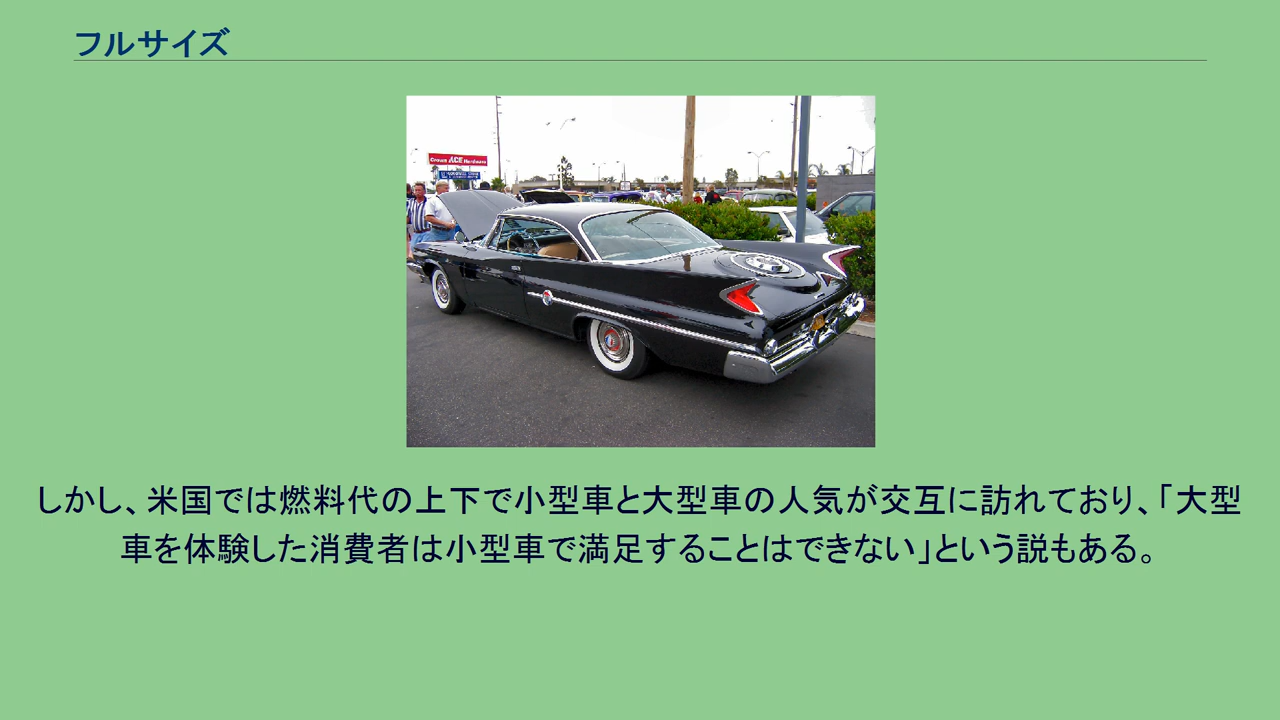 フルサイズ
Crown ACE Hardware
しかし、米国では燃料代の上下で小型車と大型車の人気が交互に訪れており、「大型
車を体験した消費者は小型車で満足することはできない」という説もある。